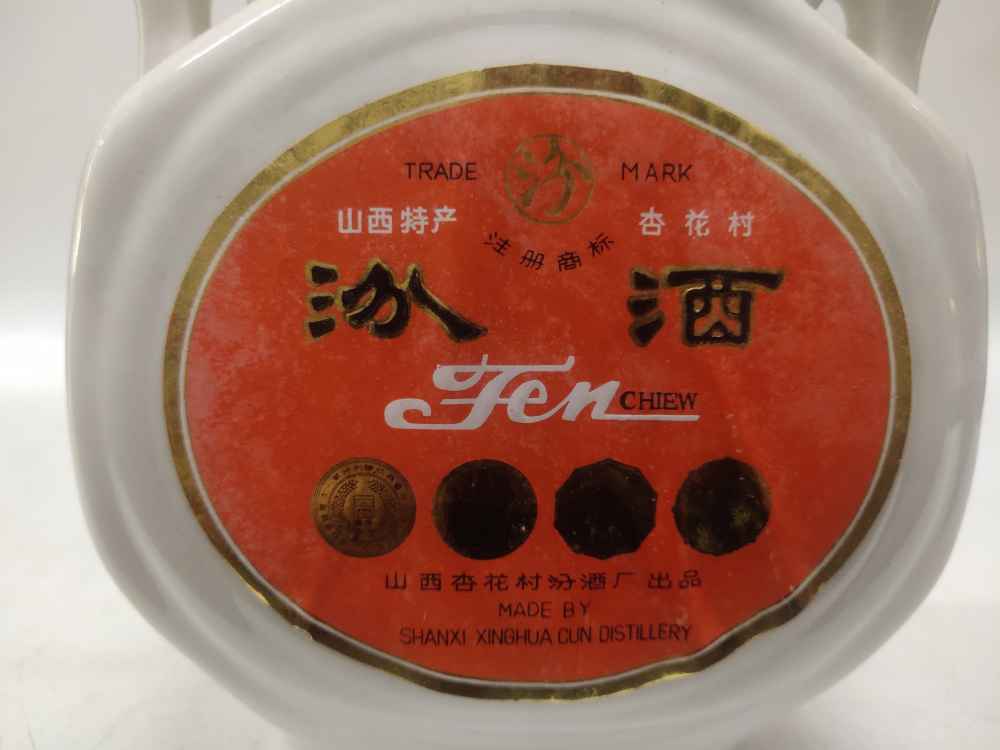 TRADE 汾 MARK
山西特产 杏花村
注册商标
汾酒
Fen CHIEW
山西杏花村汾酒厂出品
MADE BY
SHANXI XINGHUA CUN DISTILLERY